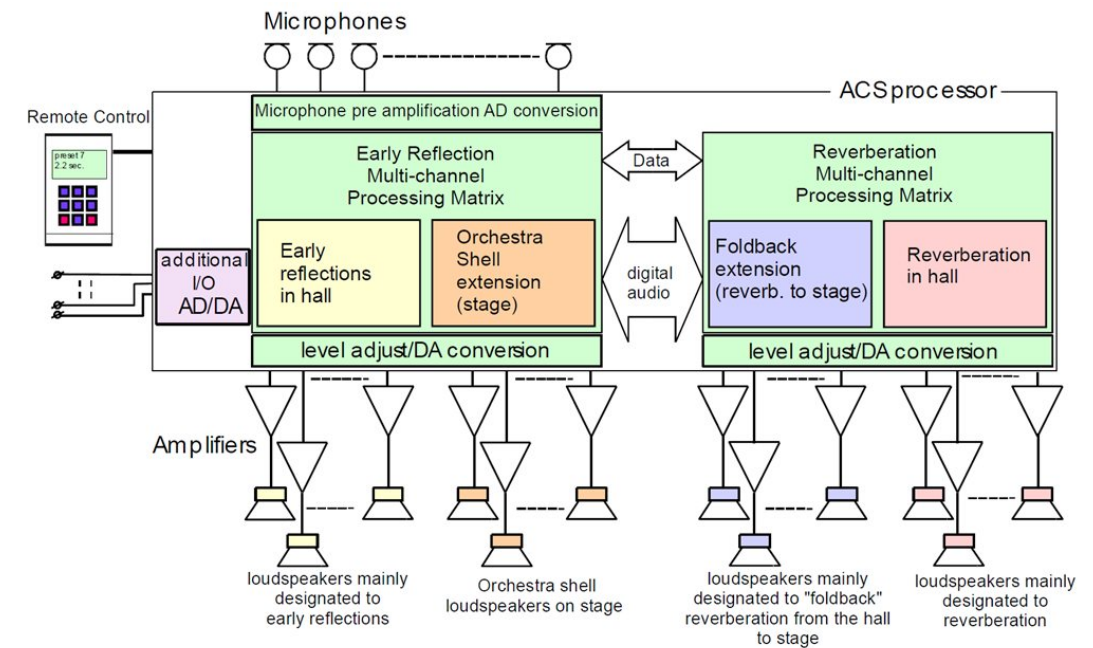 Microphones
ACSprocessor
Remote Control
Microphone pre amplification AD conversion
preset 7
2.2 sec.
Early Reflection
Multi-channel
Processing Matrix
Data
Reverberation
Multi-channel
Processing Matrix
additional
I/O
AD/DA
Early
reflections
in hall
Orchestra
Shell
extension
(stage)
digital
audio
Foldback
extension
(reverb. to stage)
Reverberation
in hall
level adjust/DA conversion
level adjust/DA conversion
Amplifiers
loudspeakers mainly
designated to
early reflections
Orchestra shell
loudspeakers on stage
loudspeakers mainly
designated to "foldback"
reverberation from the hall
to stage
loudspeakers mainly
designated to
reverberation